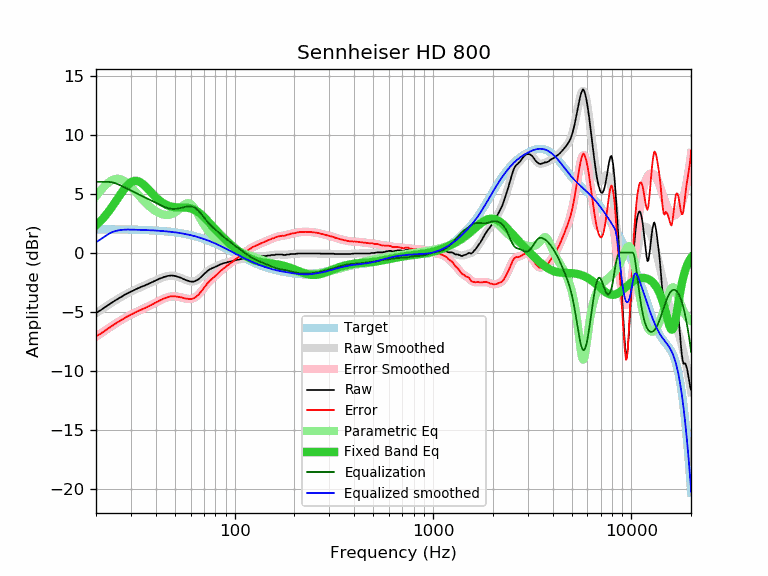 Sennheiser HD 800
15
10
5
0
−5
−10
−15
−20
Amplitude (dBr)
Target
Raw Smoothed
Error Smoothed
Raw
Error
Parametric Eq
Fixed Band Eq
Equalization
Equalized smoothed
100
1000
10000
Frequency (Hz)